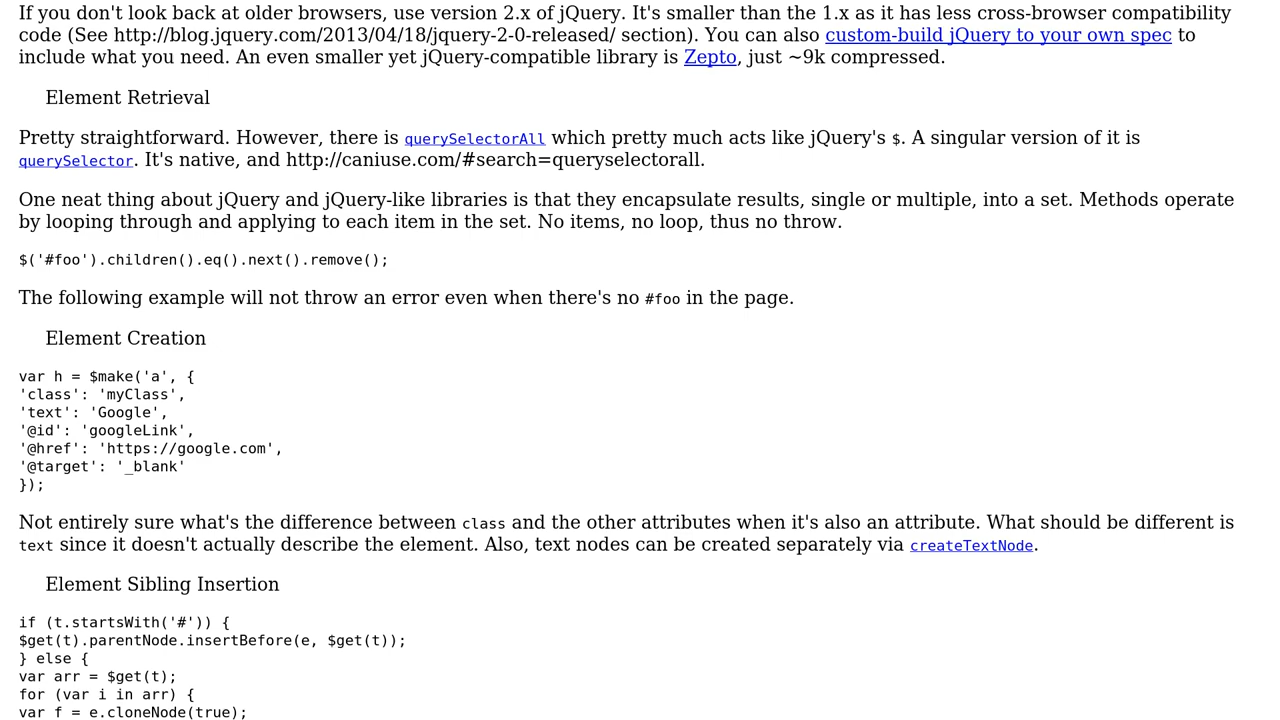 If you don't look back at older browsers, use version 2.x of jQuery. It's smaller than the 1.x as it has less cross-browser compatibility
code (See http://blog.jquery.com/2013/04/18/jquery-2-0-released/ section). You can also custom-build jQuery to your own spec to
include what you need. An even smaller yet jQuery-compatible library is Zepto, just ~9k compressed.
Element Retrieval
Pretty straightforward. However, there is querySelectorAll which pretty much acts like jQuery's $. A singular version of it is
querySelector. It's native, and http://caniuse.com/#search=queryselectorall.
One neat thing about jQuery and jQuery-like libraries is that they encapsulate results, single or multiple, into a set. Methods operate
by looping through and applying to each item in the set. No items, no loop, thus no throw.
$('#foo').children().eq().next().remove();
The following example will not throw an error even when there's no #foo in the page.
Element Creation
var h = $make('a', {
'class': 'myClass',
'text': 'Google',
'@id': 'googleLink',
'@href': 'https://google.com',
'@target': '_blank'
});
Not entirely sure what's the difference between class and the other attributes when it's also an attribute. What should be different is
text since it doesn't actually describe the element. Also, text nodes can be created separately via createTextNode.
Element Sibling Insertion
if (t.startsWith('#')) {
$get(t).parentNode.insertBefore(e, $get(t));
} else {
var arr = $get(t);
for (var i in arr) {
var f = e.cloneNode(true);